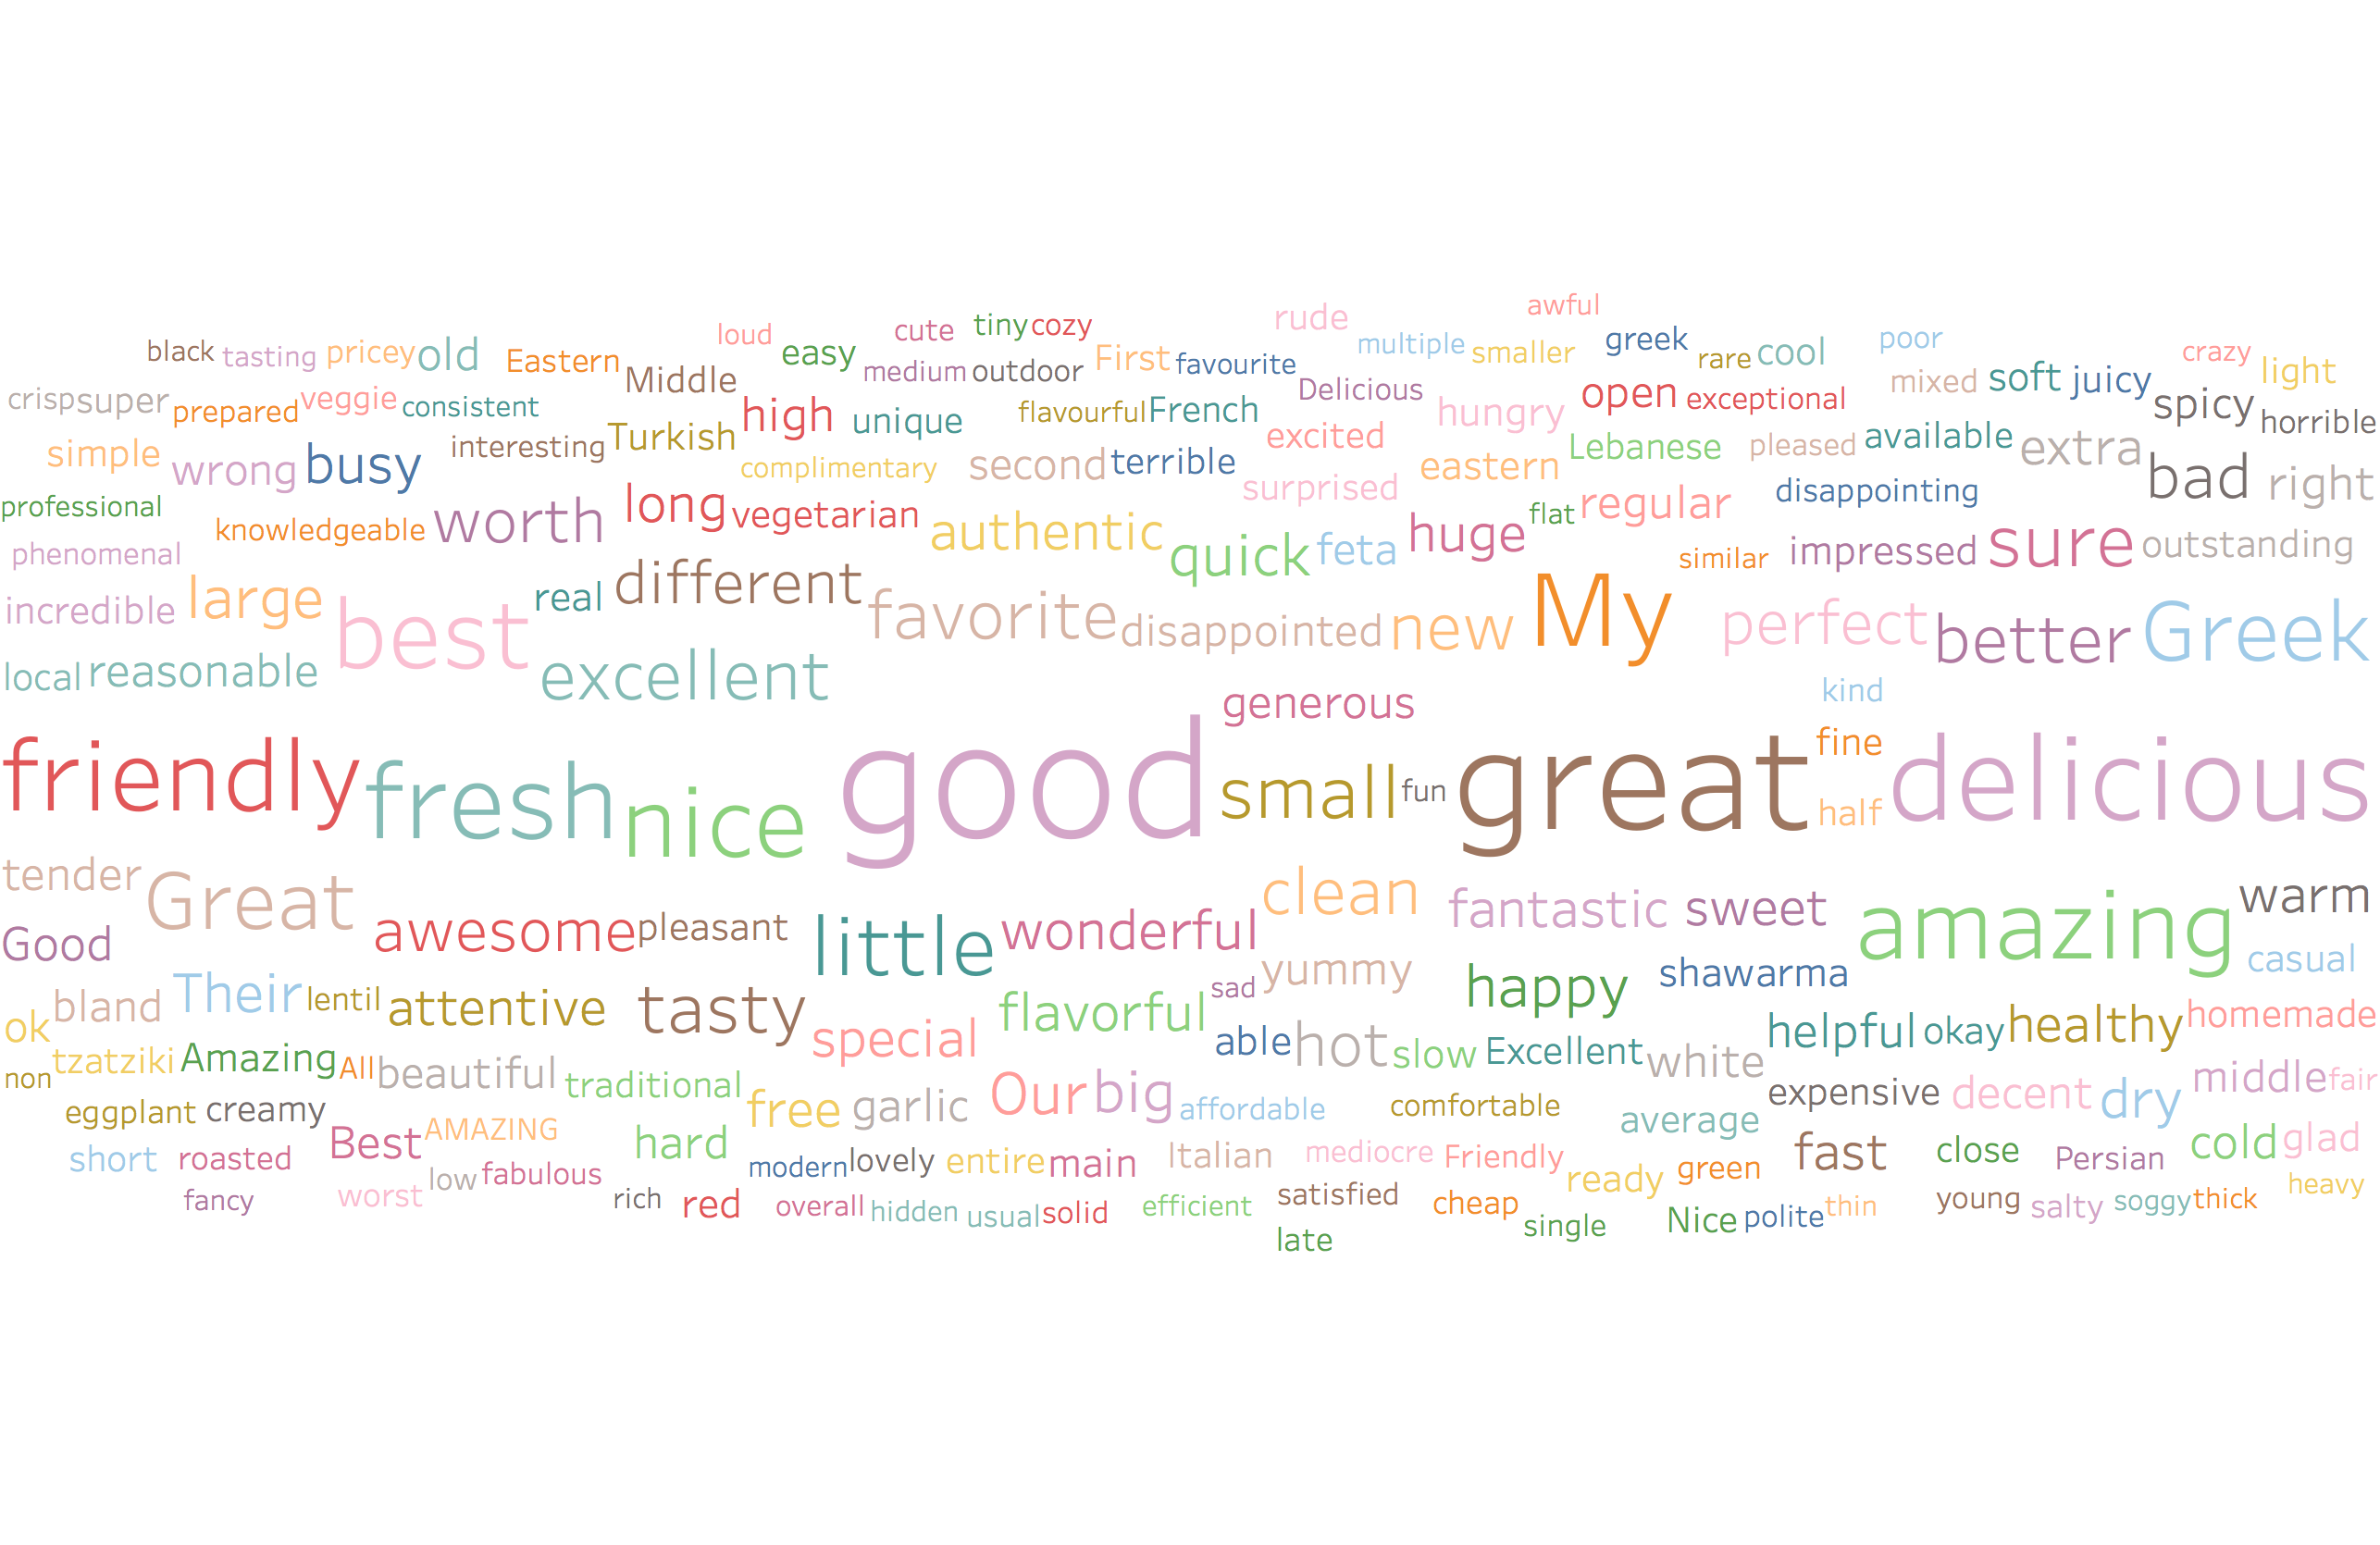 awful
rude
loud cute tiny cozy multiple greek poor
black tasting pricey old Eastern easy First favourite smaller rare cool crazy light
Middle medium outdoor Delicious mixed soft juicy
crisp super prepared veggie consistent high unique flavourful French hungry open exceptional spicy horrible
simple wrong busy interesting Turkish complimentary second terrible excited eastern Lebanese pleased available extra bad right
professional long vegetarian surprised flat regular disappointing
knowledgeable worth authentic quick feta huge similar impressed sure outstanding
phenomenal
incredible large best real different favorite disappointed new My perfect better Greek
local reasonable excellent
generous kind
friendly fresh nice good small fun great fine half delicious
tender Great clean fantastic sweet amazing warm
Good awesome pleasant little wonderful casual
yummy happy shawarma
ok bland Their lentil attentive tasty special flavorful sad able hot slow Excellent white helpful okay healthy homemade
non tzatziki Amazing All beautiful traditional free garlic Our big affordable comfortable average expensive decent dry middle fair
eggplant creamy
short roasted Best AMAZING low fabulous hard modern lovely entire main Italian mediocre Friendly ready green fast close Persian cold glad
fancy worst rich red overall hidden usual solid efficient satisfied cheap single Nice polite thin young salty soggy thick heavy
late